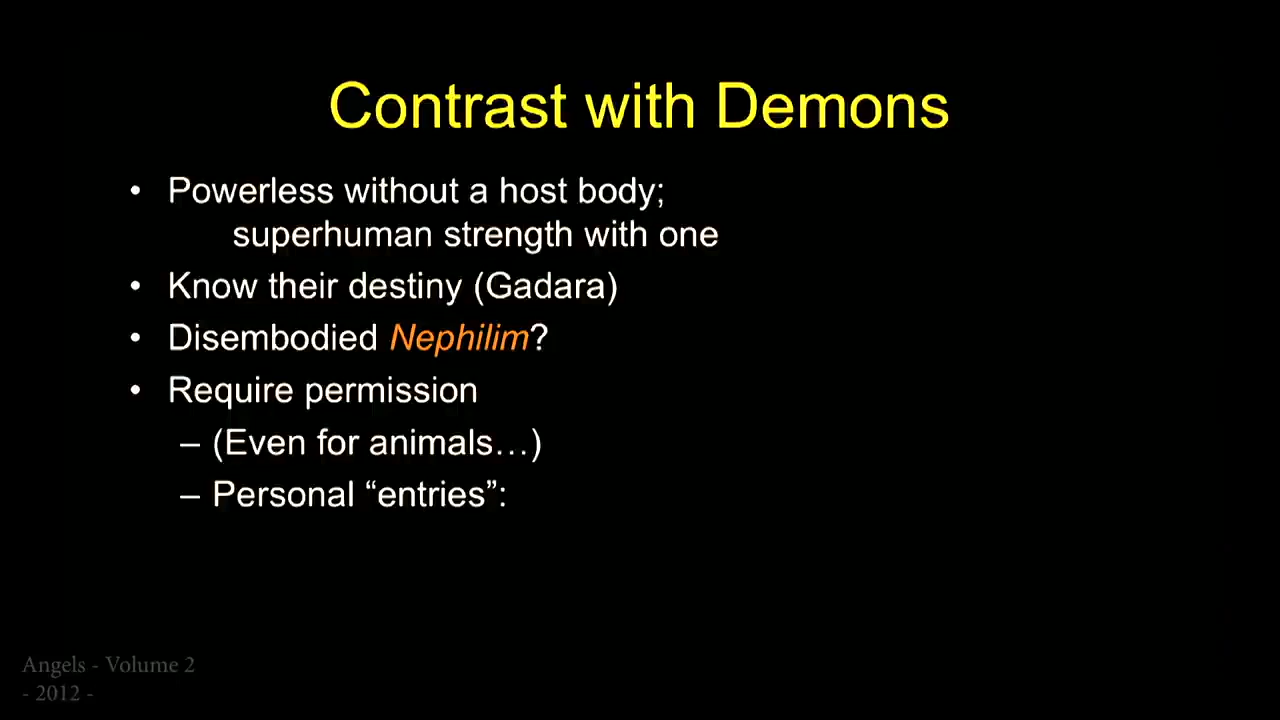 Contrast with Demons
• Powerless without a host body;
superhuman strength with one
• Know their destiny (Gadara)
• Disembodied Nephilim?
• Require permission
– (Even for animals…)
– Personal “entries”:
Angels - Volume 2
- 2012 -